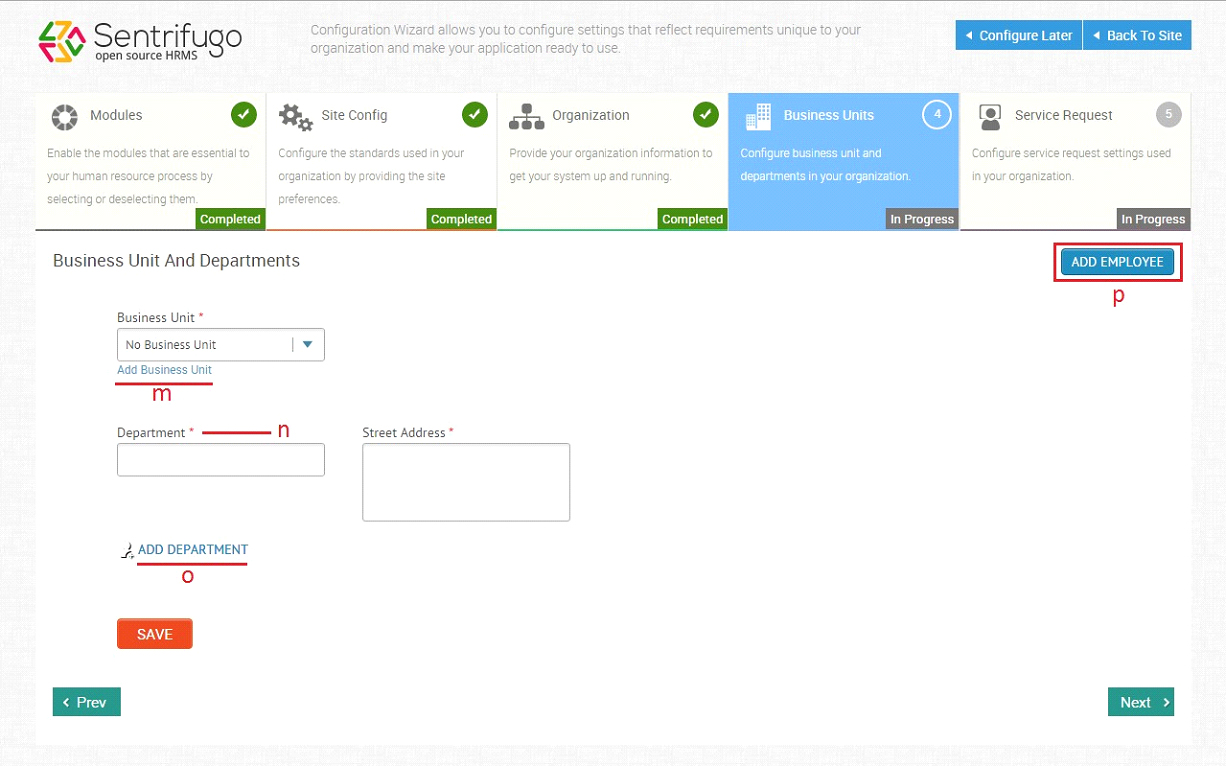 Sentrifugo
open source HRMS
Configuration Wizard allows you to configure settings that reflect requirements unique to your
organization and make your application ready to use.
Configure Later
Back To Site
Modules
Enable the modules that are essential to
your human resource process by
selecting or deselecting them.
Completed
Site Config
Configure the standards used in your
organization by providing the site
preferences.
Completed
Organization
Provide your organization information to
get your system up and running.
Completed
Business Units
4
Configure business unit and
departments in your organization.
In Progress
Service Request
5
Configure service request settings used
in your organization.
In Progress
Business Unit And Departments
ADD EMPLOYEE
p
Business Unit *
No Business Unit
Add Business Unit
m
Department *
n
Street Address *
ADD DEPARTMENT
o
SAVE
Prev
Next